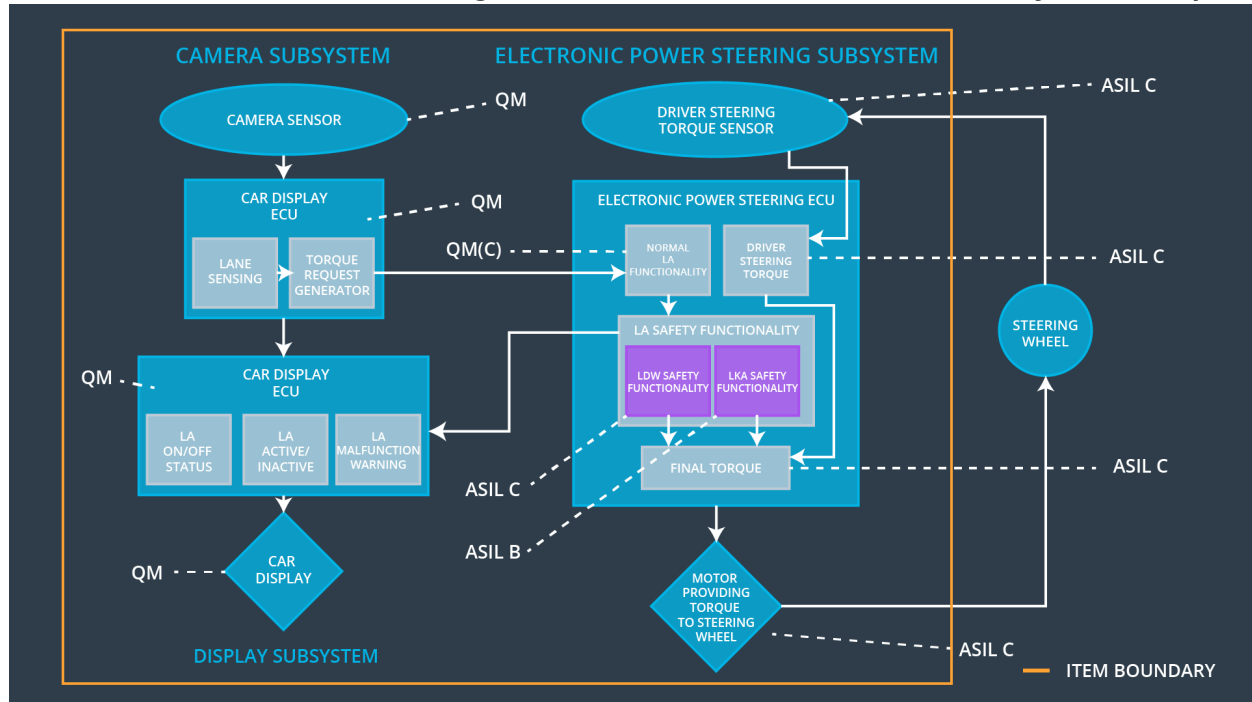 CAMERA SUBSYSTEM
ELECTRONIC POWER STEERING SUBSYSTEM
CAMERA SENSOR
QM
DRIVER STEERING
TORQUE SENSOR
ASIL C
CAR DISPLAY
ECU
QM
LANE
SENSING
TORQUE
REQUEST
GENERATOR
ELECTRONIC POWER STEERING ECU
QM(C)
NORMAL
LA
FUNCTIONALITY
DRIVER
STEERING
TORQUE
ASIL C
LA SAFETY FUNCTIONALITY
LDW SAFETY
FUNCTIONALITY
LKA SAFETY
FUNCTIONALITY
STEERING
WHEEL
QM
CAR DISPLAY
ECU
LA
ON/OFF
STATUS
LA
ACTIVE/
INACTIVE
LA
MALFUNCTION
WARNING
FINAL TORQUE
ASIL C
ASIL C
ASIL B
QM
CAR
DISPLAY
MOTOR
PROVIDING
TORQUE
TO STEERING
WHEEL
ASIL C
DISPLAY SUBSYSTEM
ITEM BOUNDARY